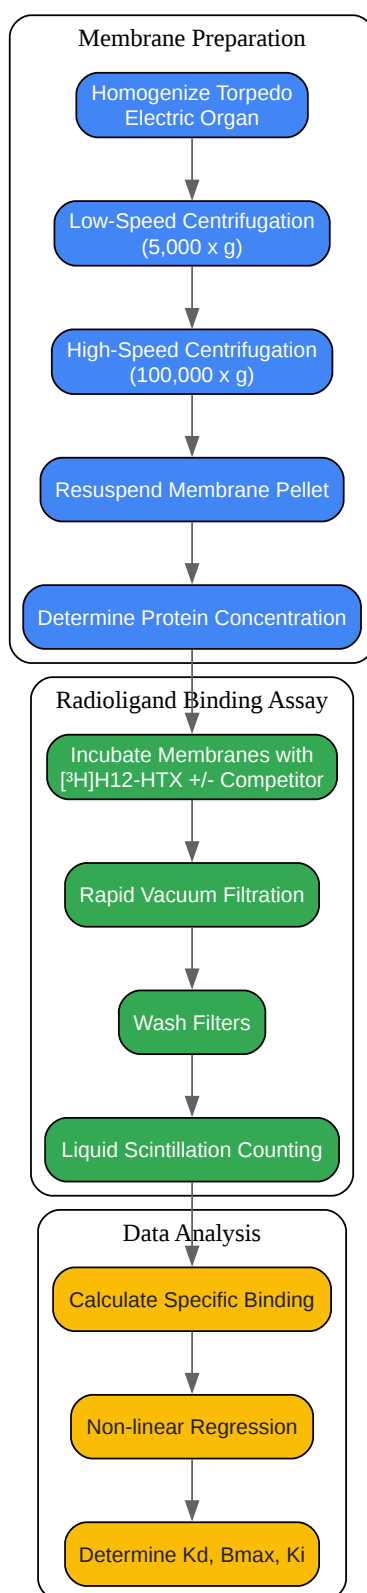 Membrane Preparation
Homogenize Torpedo
Electric Organ
Low-Speed Centrifugation
(5,000 x g)
High-Speed Centrifugation
(100,000 x g)
Resuspend Membrane Pellet
Determine Protein Concentration
Radioligand Binding Assay
Incubate Membranes with
[³H]H12-HTX +/- Competitor
Rapid Vacuum Filtration
Wash Filters
Liquid Scintillation Counting
Data Analysis
Calculate Specific Binding
Non-linear Regression
Determine Kd, Bmax, Ki